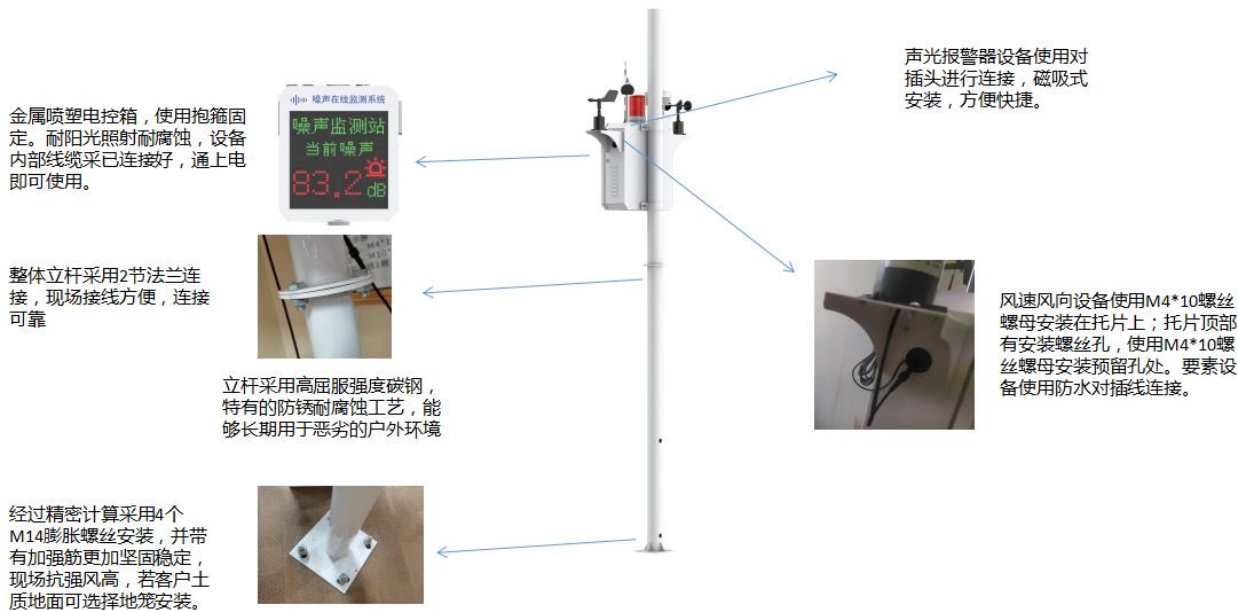 声光报警器设备使用对
插头进行连接，磁吸式
安装，方便快捷。
金属喷塑电控箱，使用抱箍固
定。耐阳光照射耐腐蚀，设备
内部线缆采已连接好，通上电
即可使用。
噪声在线监测系统
噪声监测站
当前噪声
83.2
dB
整体立杆采用2节法兰连
接，现场接线方便，连接
可靠
风速风向设备使用M4*10螺丝
螺母安装在托片上；托片顶部
有安装螺丝孔，使用M4*10螺
丝螺母安装预留孔处。要素设
备使用防水对插线连接。
立杆采用高屈服强度碳钢，
特有的防锈耐腐蚀工艺，能
够长期用于恶劣的户外环境
经过精密计算采用4个
M14膨胀螺丝安装，并带
有加强筋更加坚固稳定，
现场抗强风高，若客户土
质地面可选择地笼安装。